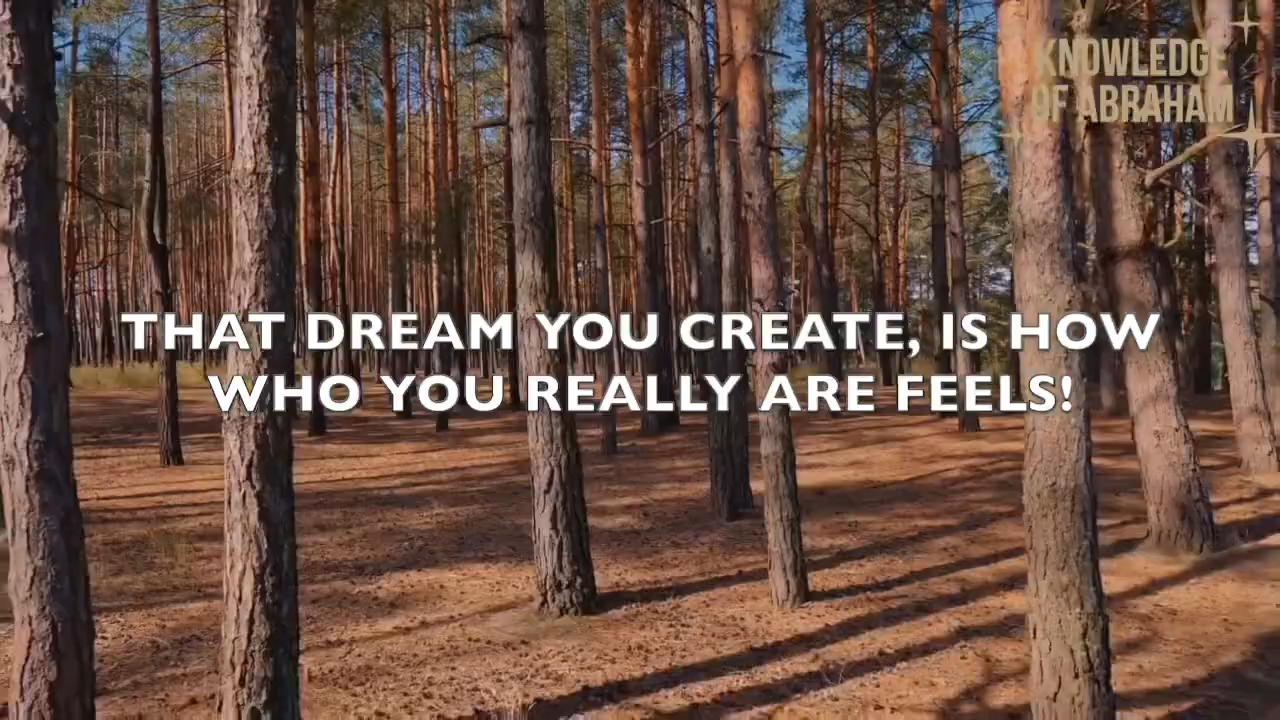 KNOWLEDGE
OF ABRAHAM
THAT DREAM YOU CREATE, IS HOW
WHO YOU REALLY ARE FEELS!